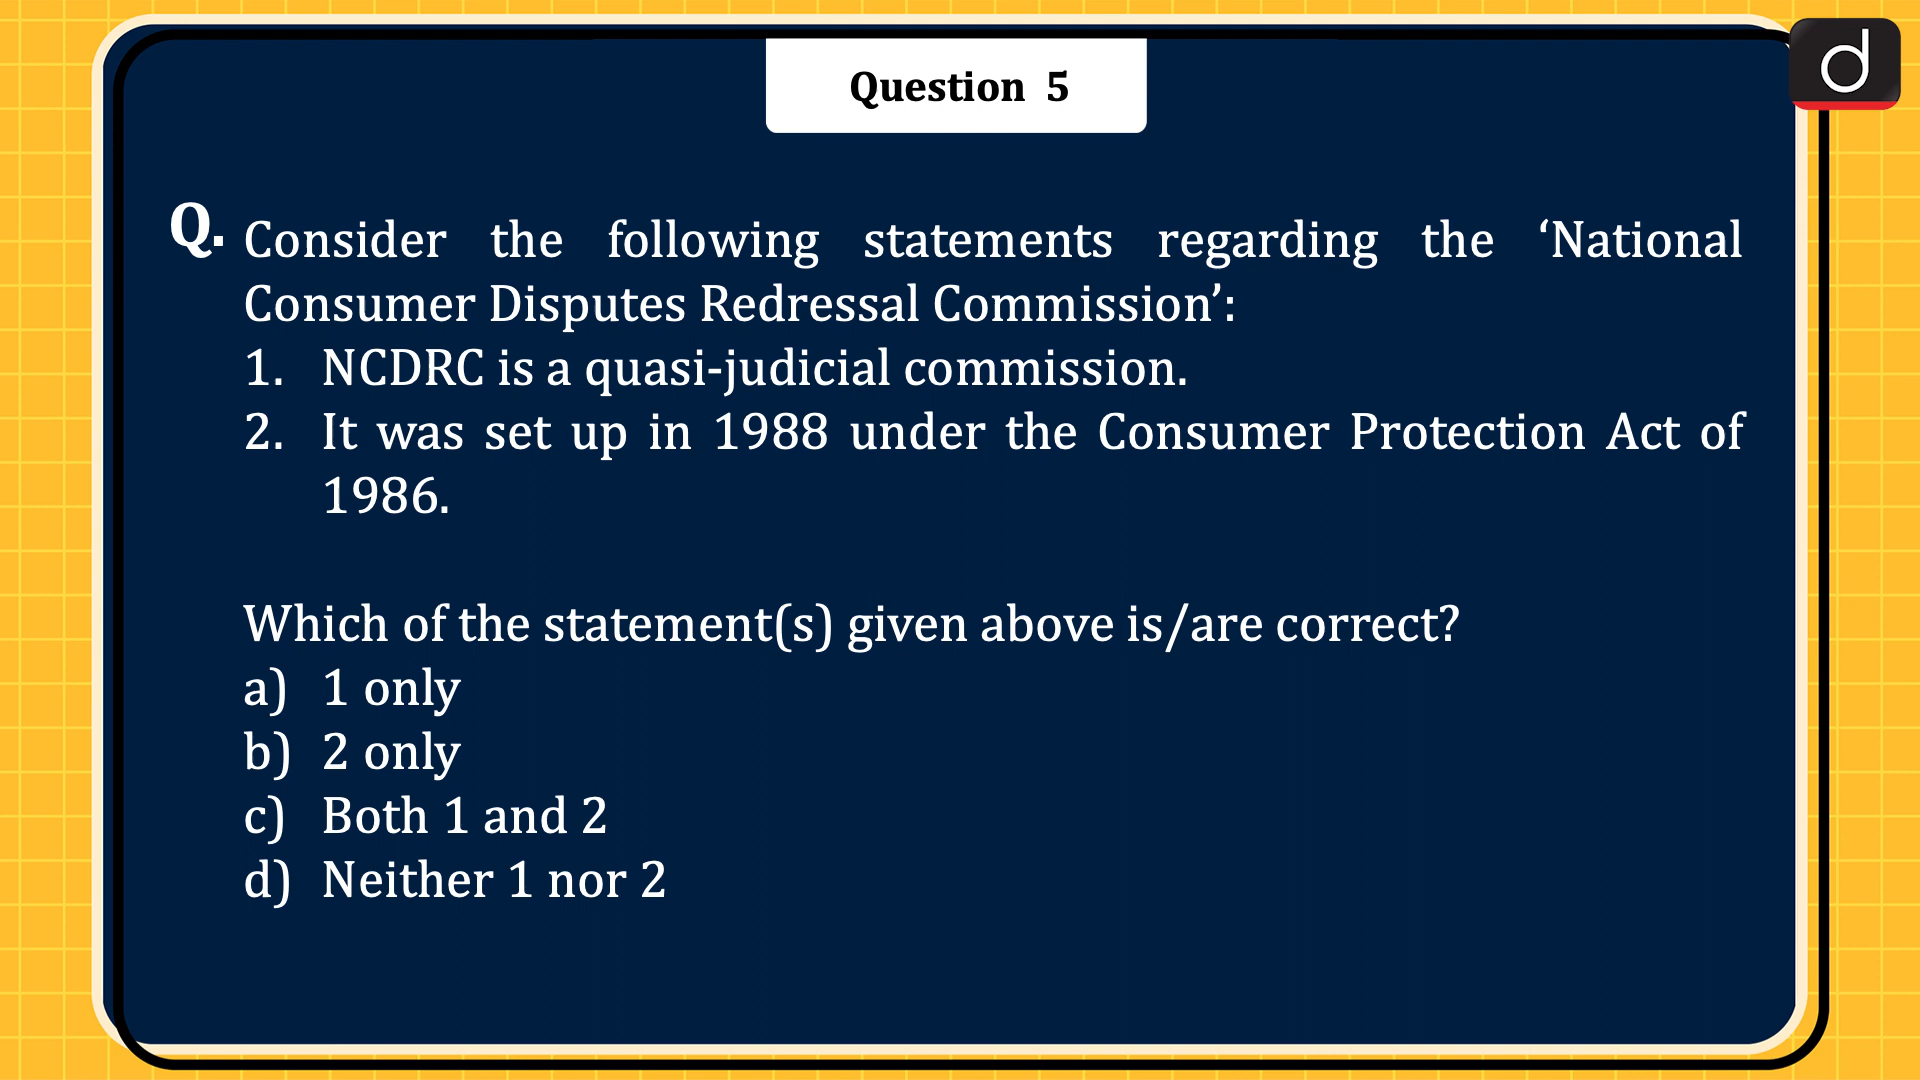 Question 5
Q. Consider the following statements regarding the ‘National
Consumer Disputes Redressal Commission’:
1. NCDRC is a quasi-judicial commission.
2. It was set up in 1988 under the Consumer Protection Act of
1986.
Which of the statement(s) given above is/are correct?
a) 1 only
b) 2 only
c) Both 1 and 2
d) Neither 1 nor 2
d